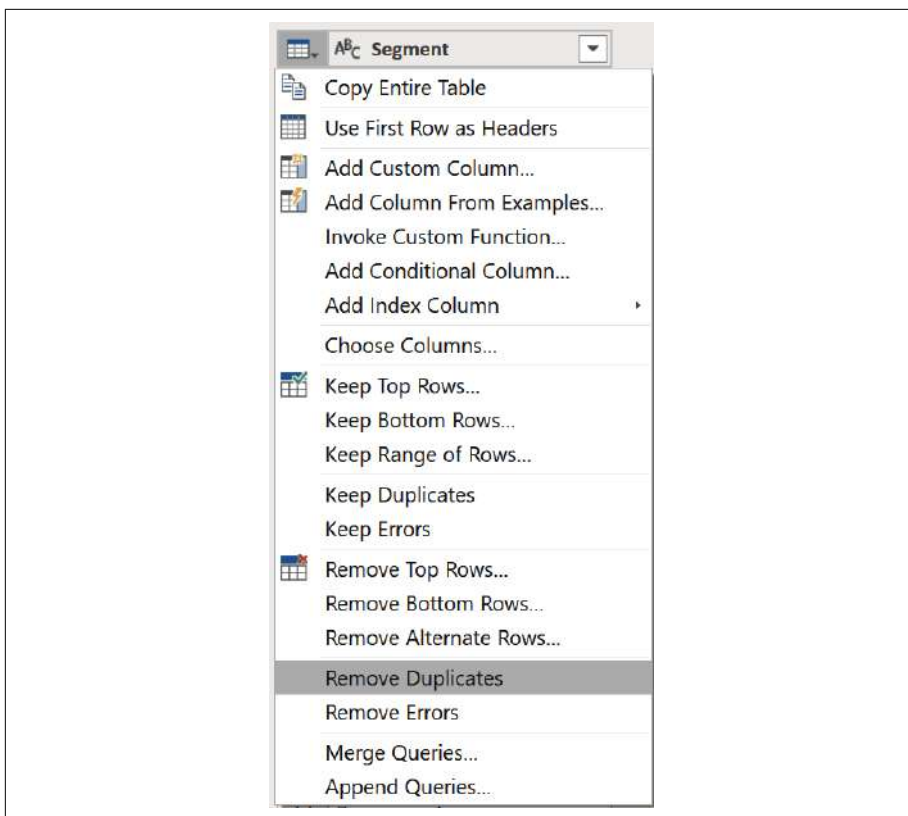 ABC Segment
Copy Entire Table
Use First Row as Headers
Add Custom Column...
Add Column From Examples...
Invoke Custom Function...
Add Conditional Column...
Add Index Column
Choose Columns...
Keep Top Rows...
Keep Bottom Rows...
Keep Range of Rows...
Keep Duplicates
Keep Errors
Remove Top Rows...
Remove Bottom Rows...
Remove Alternate Rows...
Remove Duplicates
Remove Errors
Merge Queries...
Append Queries...